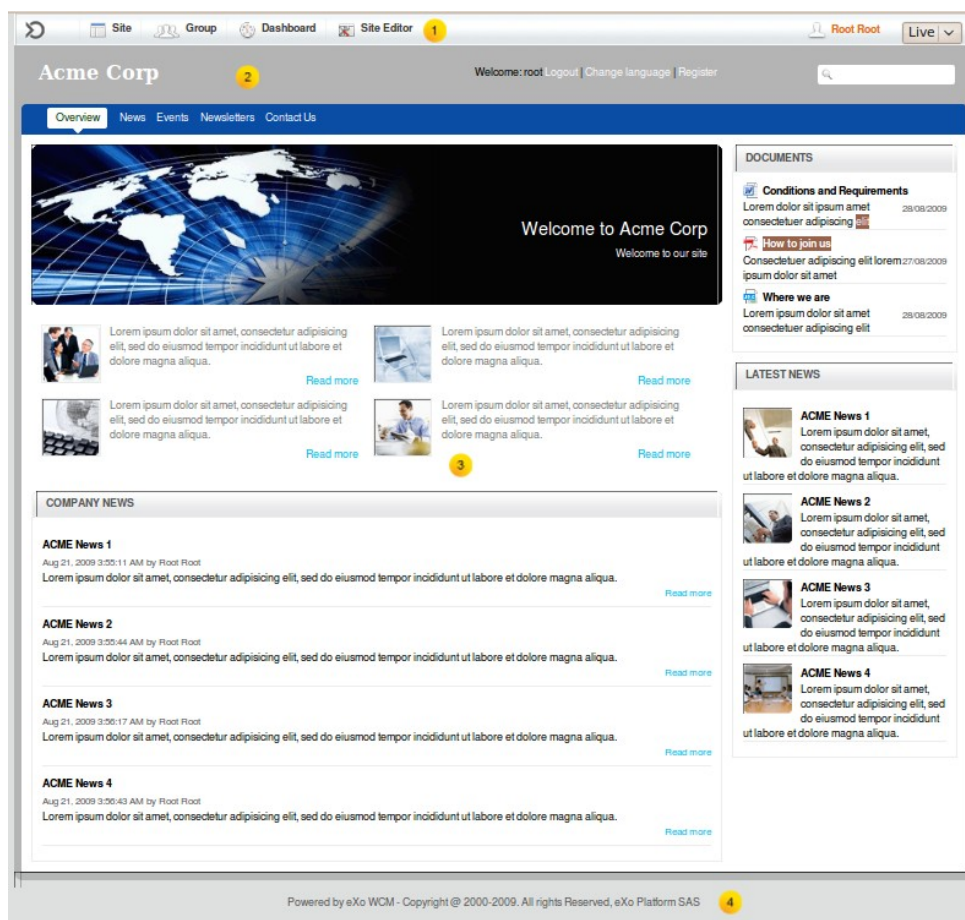 Site Group Dashboard Site Editor 1 Root Root Live
Acme Corp 2 Welcome: root Logout | Change language | Register
Overview News Events Newsletters Contact Us
Welcome to Acme Corp
Welcome to our site
Lorem ipsum dolor sit amet, consectetur adipisicing
elit, sed do eiusmod tempor incididunt ut labore et
dolore magna aliqua.
Read more
Lorem ipsum dolor sit amet, consectetur adipisicing
elit, sed do eiusmod tempor incididunt ut labore et
dolore magna aliqua.
Read more
Lorem ipsum dolor sit amet, consectetur adipisicing
elit, sed do eiusmod tempor incididunt ut labore et
dolore magna aliqua.
Read more
Lorem ipsum dolor sit amet, consectetur adipisicing
elit, sed do eiusmod tempor incididunt ut labore et
dolore magna aliqua.
Read more
3
COMPANY NEWS
ACME News 1
Aug 21, 2009 3:55:11 AM by Root Root
Lorem ipsum dolor sit amet, consectetur adipisicing elit, sed do eiusmod tempor incididunt ut labore et dolore magna aliqua.
Read more
ACME News 2
Aug 21, 2009 3:55:44 AM by Root Root
Lorem ipsum dolor sit amet, consectetur adipisicing elit, sed do eiusmod tempor incididunt ut labore et dolore magna aliqua.
Read more
ACME News 3
Aug 21, 2009 3:56:17 AM by Root Root
Lorem ipsum dolor sit amet, consectetur adipisicing elit, sed do eiusmod tempor incididunt ut labore et dolore magna aliqua.
Read more
ACME News 4
Aug 21, 2009 3:56:43 AM by Root Root
Lorem ipsum dolor sit amet, consectetur adipisicing elit, sed do eiusmod tempor incididunt ut labore et dolore magna aliqua.
Read more
DOCUMENTS
Conditions and Requirements
Lorem dolor sit ipsum amet 28/08/2009
consectetuer adipiscing elit
How to join us
Consectetuer adipiscing elit lorem 27/08/2009
ipsum dolor sit amet
Where we are
Lorem ipsum dolor sit amet 28/08/2009
consectetuer adipiscing elit
LATEST NEWS
ACME News 1
Lorem ipsum dolor sit amet,
consectetur adipisicing elit, sed
do eiusmod tempor incididunt
ut labore et dolore magna aliqua.
ACME News 2
Lorem ipsum dolor sit amet,
consectetur adipisicing elit, sed
do eiusmod tempor incididunt
ut labore et dolore magna aliqua.
ACME News 3
Lorem ipsum dolor sit amet,
consectetur adipisicing elit, sed
do eiusmod tempor incididunt
ut labore et dolore magna aliqua.
ACME News 4
Lorem ipsum dolor sit amet,
consectetur adipisicing elit, sed
do eiusmod tempor incididunt
ut labore et dolore magna aliqua.
Powered by eXo WCM - Copyright @ 2000-2009. All rights Reserved, eXo Platform SAS 4